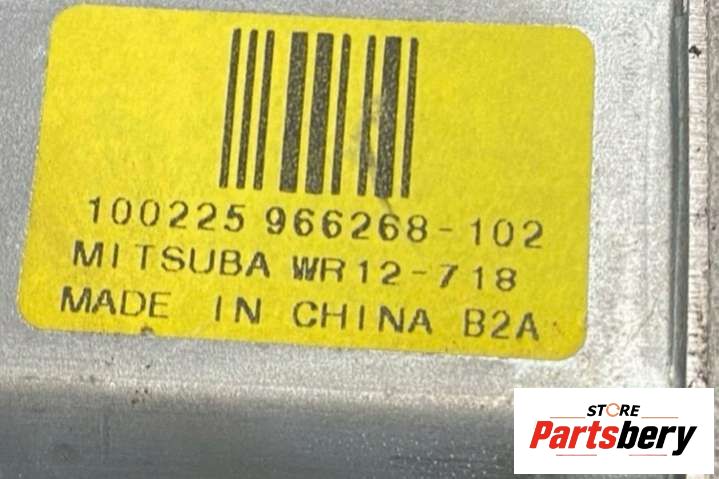 100225 966268-102
MITSUBA WR12-718
MADE IN CHINA B2A
STORE
Partsbery